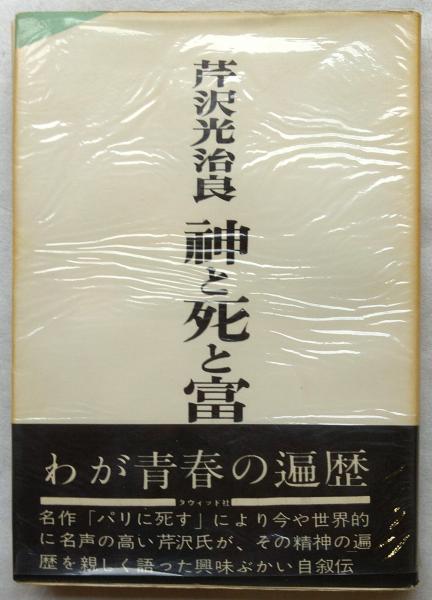 芹沢光治良
神と死と富
わが青春の遍歴
ラウィッド社
名作「パリに死す」により今や世界的
に名声の高い芹沢氏が、その精神の遍
歴を親しく語った興味ぶかい自叙伝